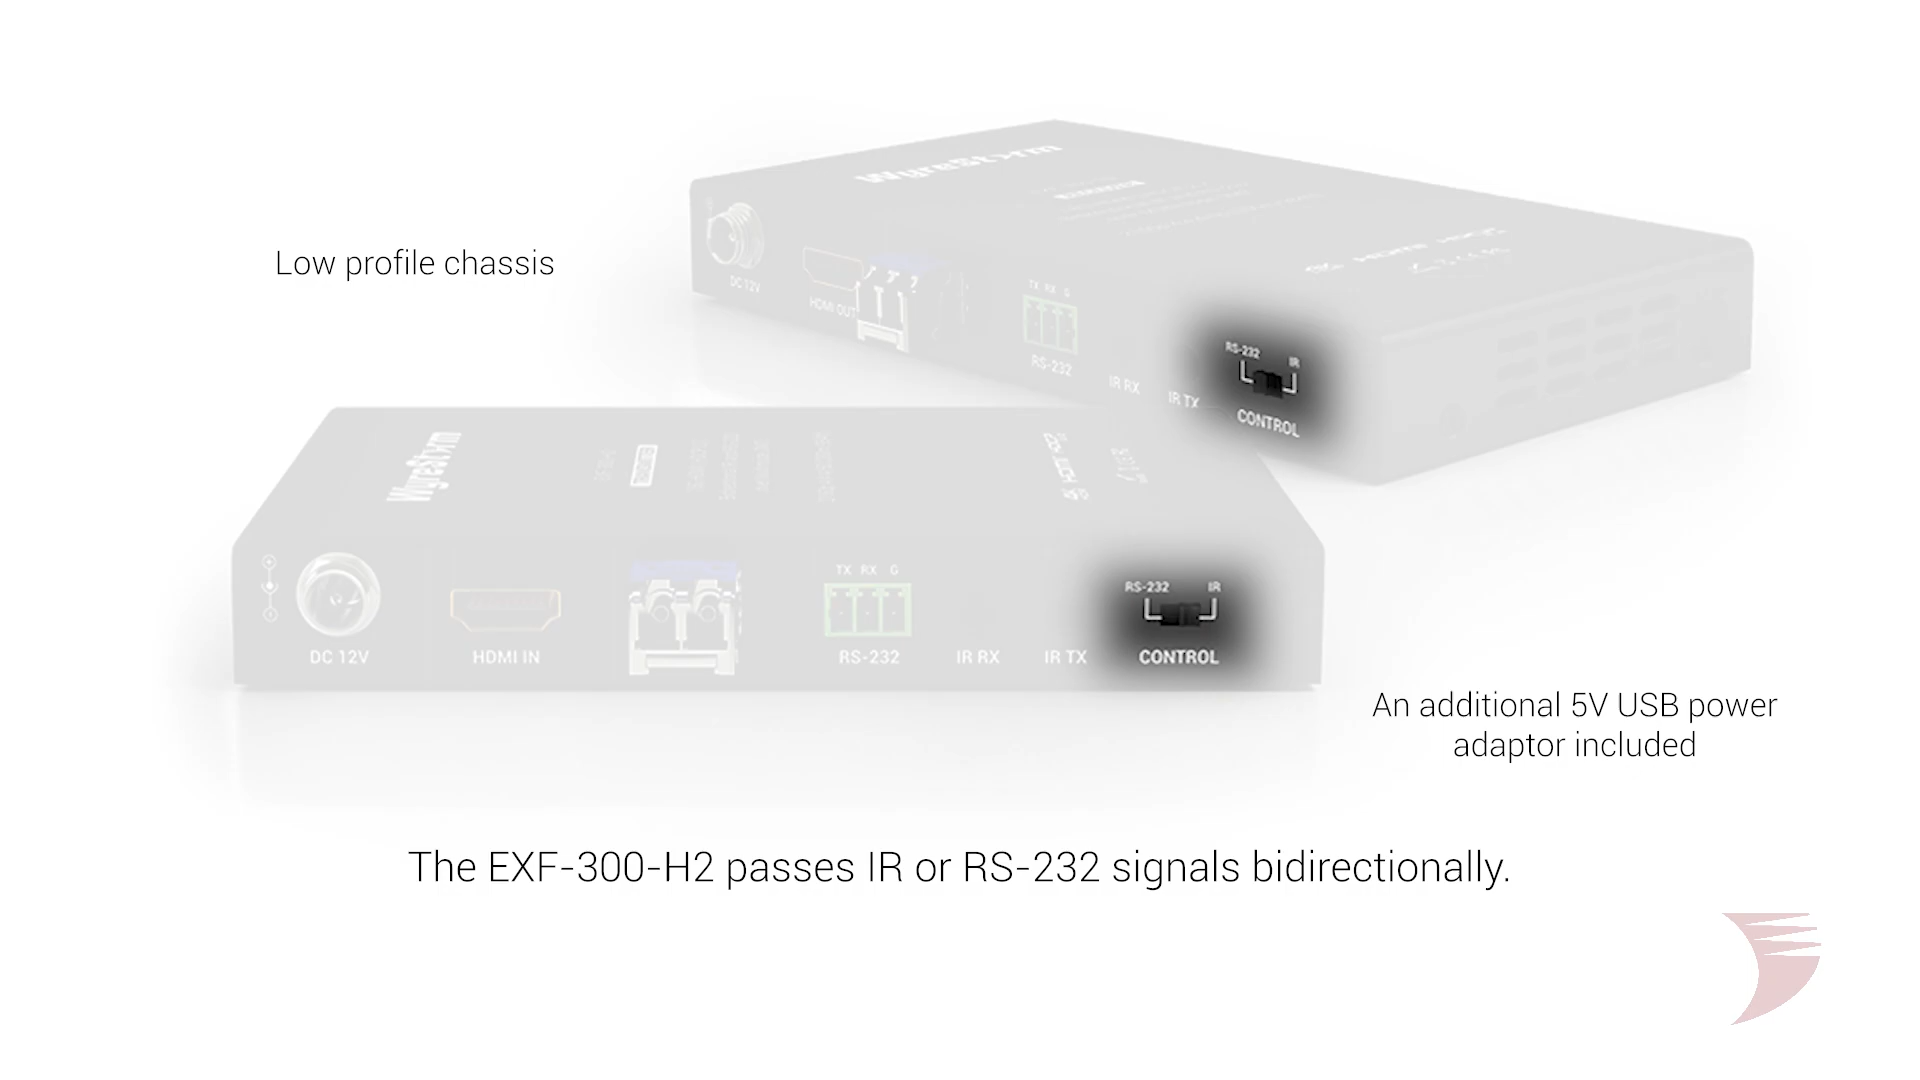 WyreStorm
DC 12V
HDMI OUT
TX RX G
RS-232
IR RX
IR TX
RS-232 IR
CONTROL
Low profile chassis
WyreStorm
DC 12V
HDMI IN
TX RX G
RS-232
IR RX
IR TX
RS-232 IR
CONTROL
An additional 5V USB power
adaptor included
The EXF-300-H2 passes IR or RS-232 signals bidirectionally.